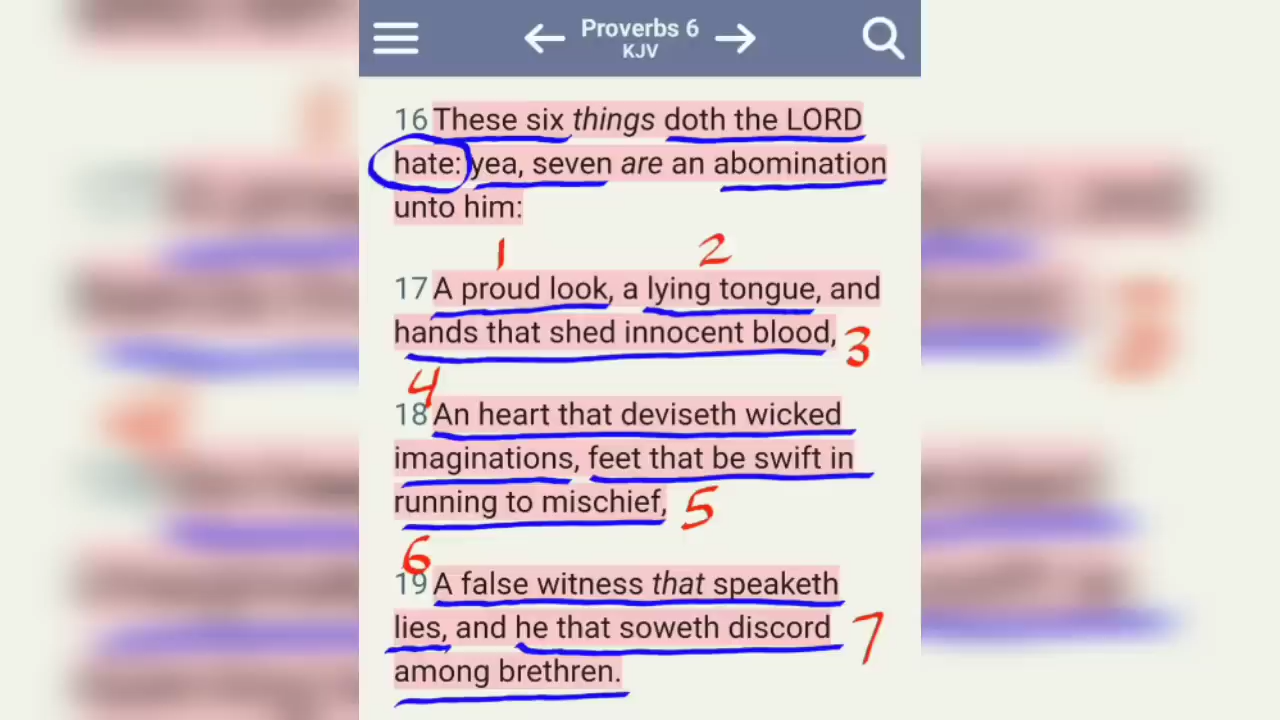 Proverbs 6
KJV
16 These six things doth the LORD
hate: yea, seven are an abomination
unto him:
1 2
17 A proud look, a lying tongue, and
hands that shed innocent blood, 3
4
18 An heart that deviseth wicked
imaginations, feet that be swift in
running to mischief, 5
6
19 A false witness that speaketh
lies, and he that soweth discord 7
among brethren.